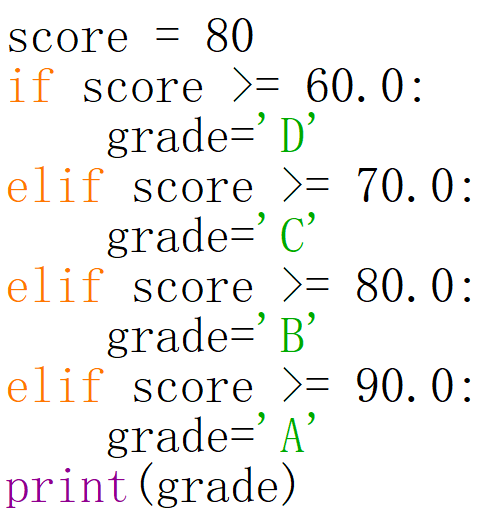 score = 80
if score >= 60.0:
    grade='D'
elif score >= 70.0:
    grade='C'
elif score >= 80.0:
    grade='B'
elif score >= 90.0:
    grade='A'
print(grade)